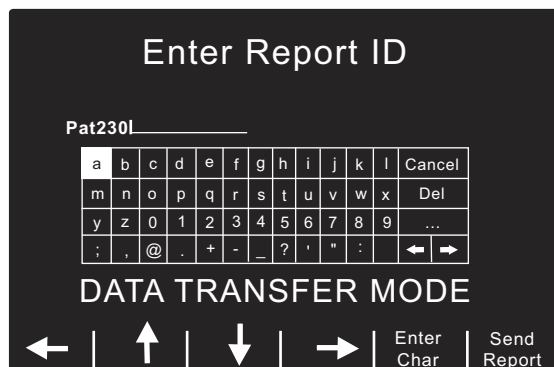 Enter Report ID
Pat230l
a b c d e f g h i j k l Cancel
m n o p q r s t u v w x Del
y z 0 1 2 3 4 5 6 7 8 9 ...
; , @ . + - _ ? ' " : ← →
DATA TRANSFER MODE
← | ↑ | ↓ | → | Enter Char | Send Report